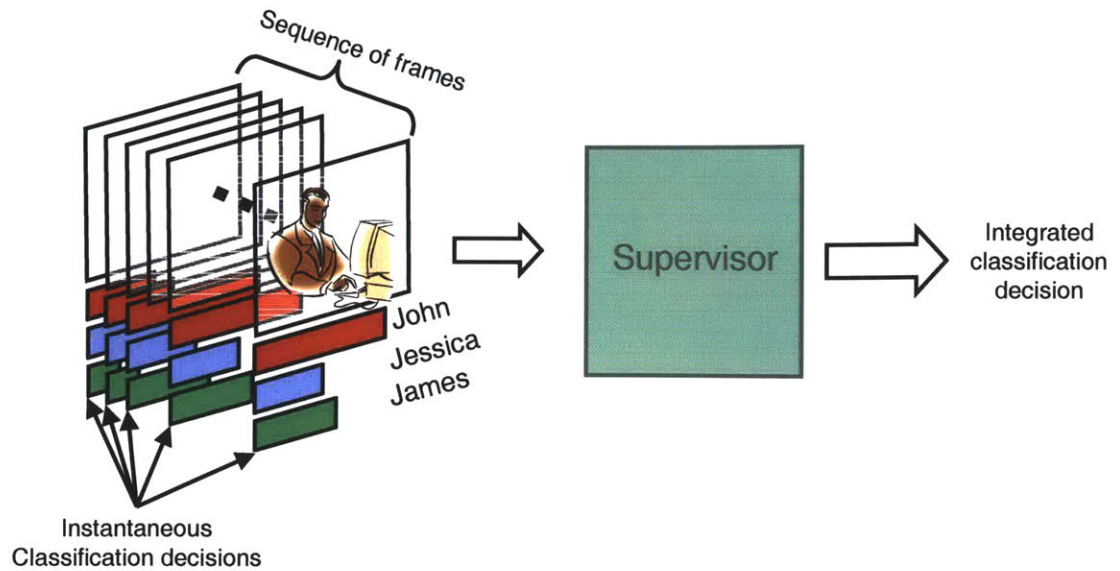 Sequence of frames
John
Jessica
James
Supervisor
Integrated
classification
decision
Instantaneous
Classification decisions